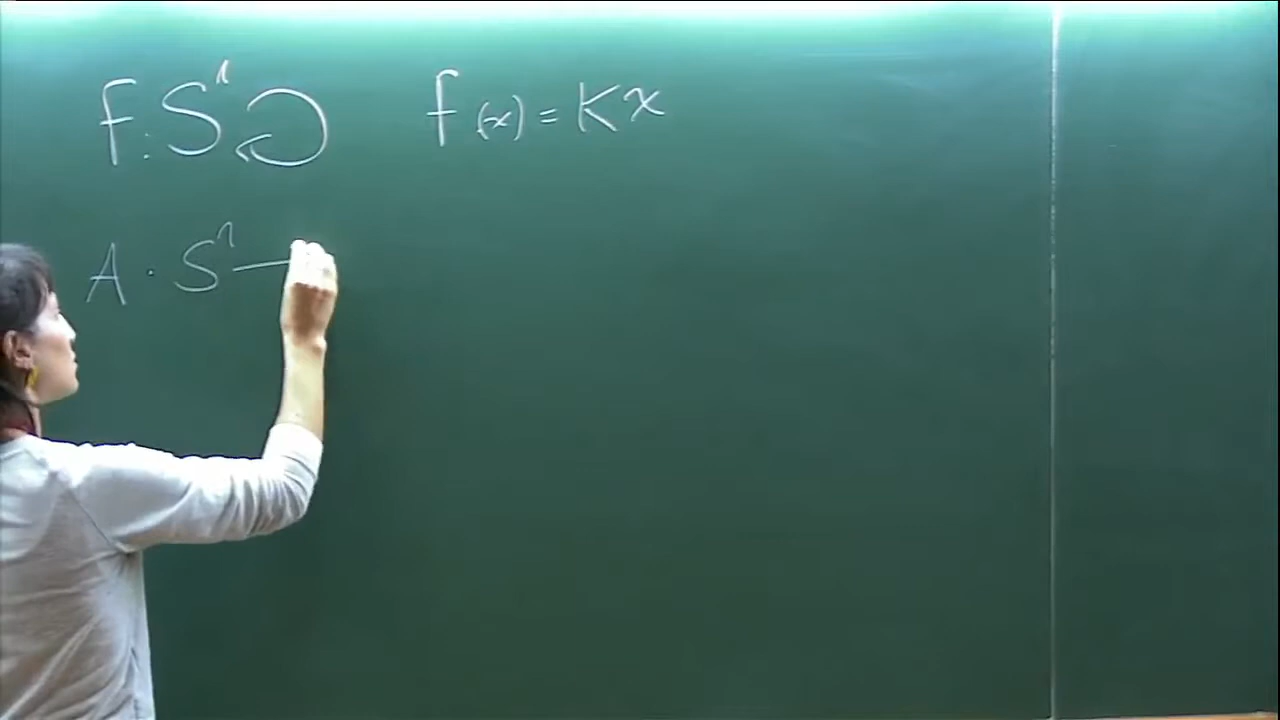 f: S¹ ↺ f(x) = Kx
A · S¹ —